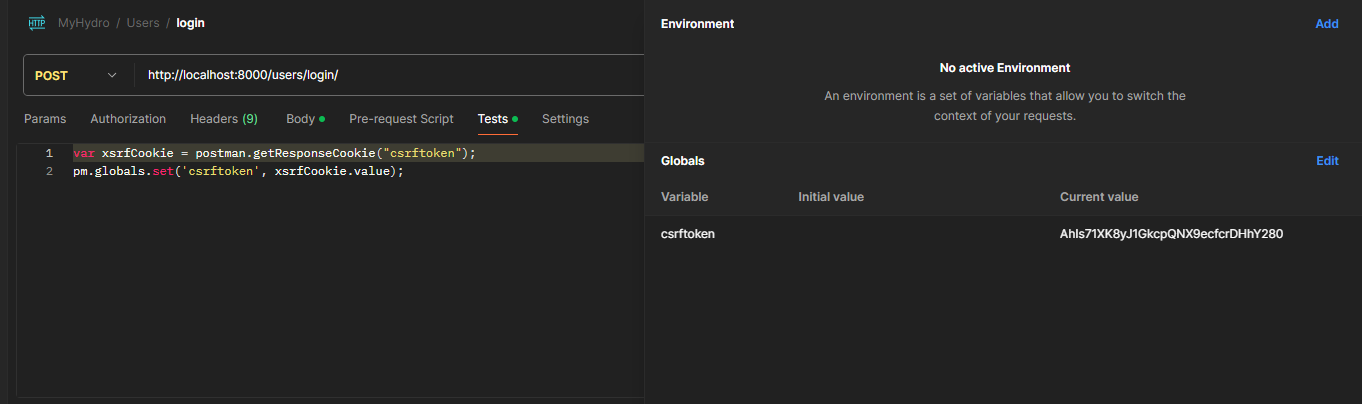 HTTP MyHydro / Users / login
POST http://localhost:8000/users/login/
Params Authorization Headers (9) Body Pre-request Script Tests Settings
1 var xsrfCookie = postman.getResponseCookie("csrftoken");
2 pm.globals.set('csrftoken', xsrfCookie.value);
Environment Add
No active Environment
An environment is a set of variables that allow you to switch the
context of your requests.
Globals Edit
Variable Initial value Current value
csrftoken AhIs71XK8yJ1GkcpQNX9ecfcrDHhY280